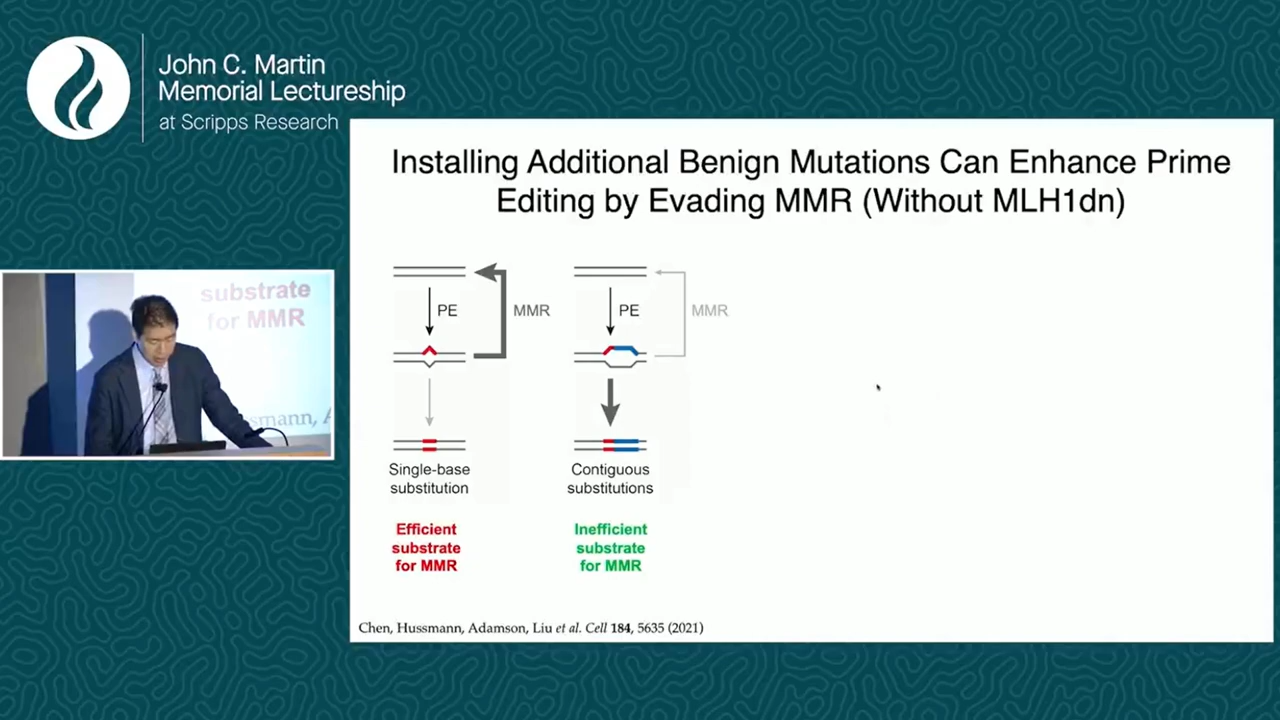 John C. Martin
Memorial Lectureship
at Scripps Research
Installing Additional Benign Mutations Can Enhance Prime
Editing by Evading MMR (Without MLH1dn)
PE
MMR
PE
MMR
Single-base
substitution
Contiguous
substitutions
Efficient
substrate
for MMR
Inefficient
substrate
for MMR
Chen, Hussmann, Adamson, Liu et al. Cell 184, 5635 (2021)
substrate
for MMR
ssmann, A